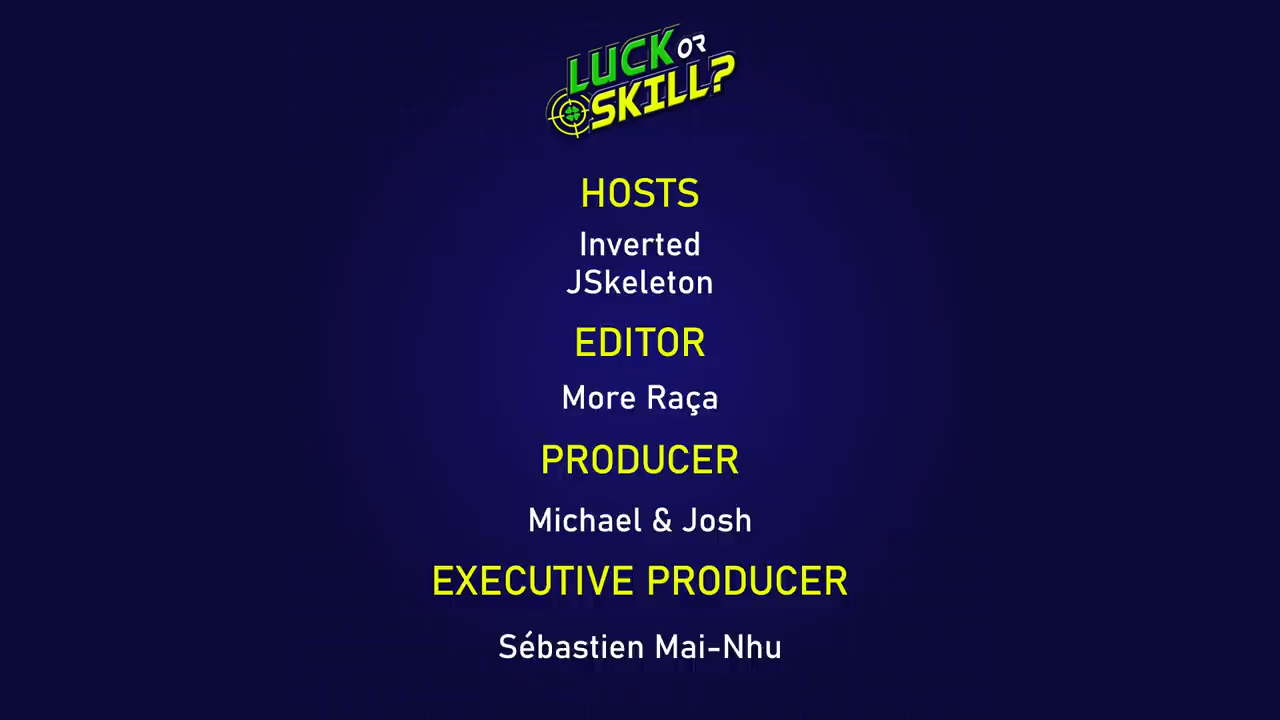 LUCK OR
SKILL?
HOSTS
Inverted
JSkeleton
EDITOR
More Raça
PRODUCER
Michael & Josh
EXECUTIVE PRODUCER
Sébastien Mai-Nhu